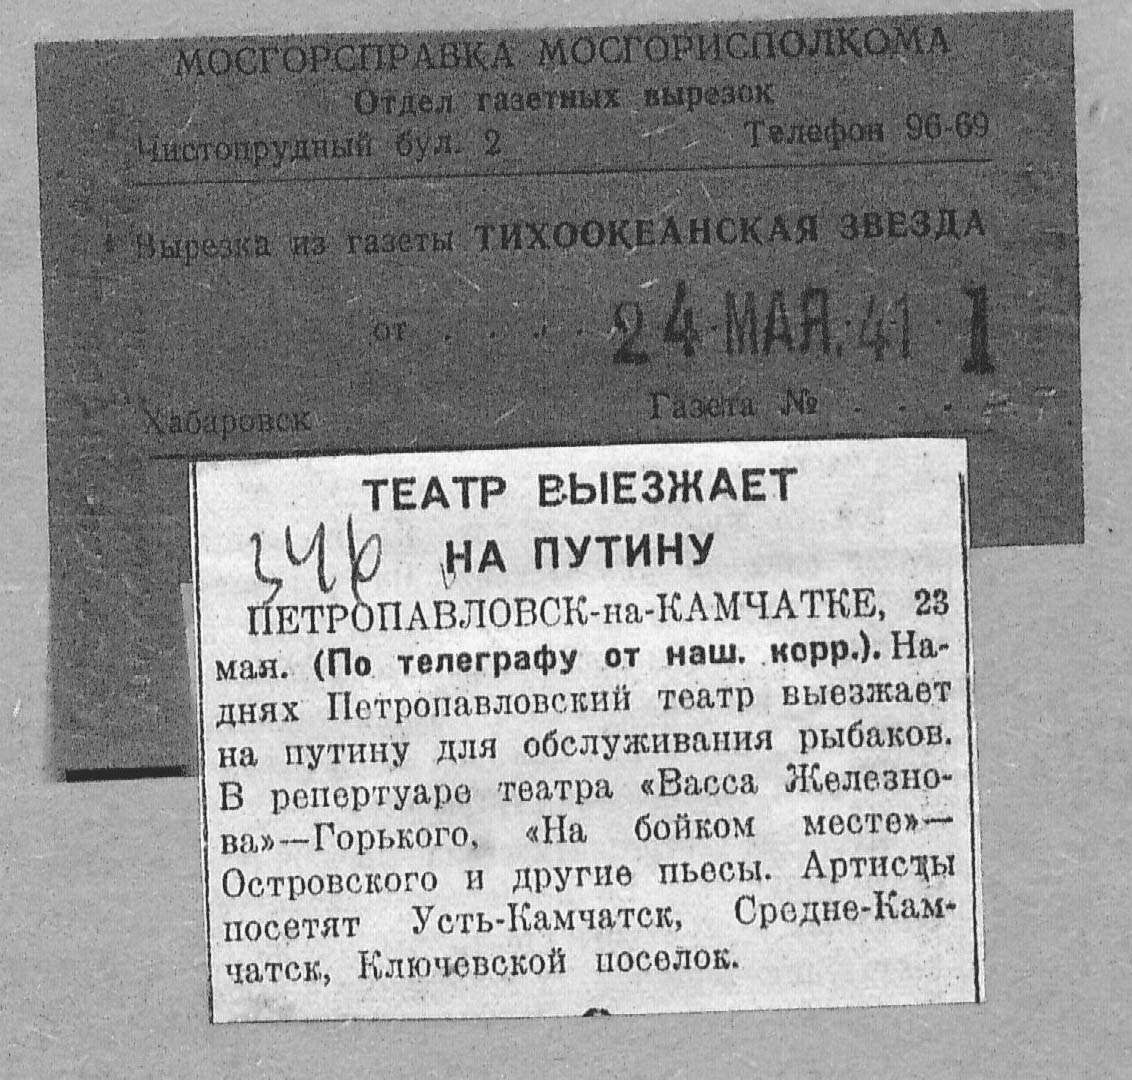 МОСГОРСПРАВКА МОСГОРИСПОЛКОМА
Отдел газетных вырезок
Чистопрудный бул. 2 Телефон 96-69
Вырезка из газеты ТИХООКЕАНСКАЯ ЗВЕЗДА
от . . . . 24 МАЯ. 41 1
Хабаровск Газета № . . . .
ТЕАТР ВЫЕЗЖАЕТ
НА ПУТИНУ
ПЕТРОПАВЛОВСК-на-КАМЧАТКЕ, 23
мая. (По телеграфу от наш. корр.). На-
днях Петропавловский театр выезжает
на путину для обслуживания рыбаков.
В репертуаре театра «Васса Железно-
ва»—Горького, «На бойком месте»—
Островского и другие пьесы. Артисты
посетят Усть-Камчатск, Средне-Кам-
чатск, Ключевской поселок.